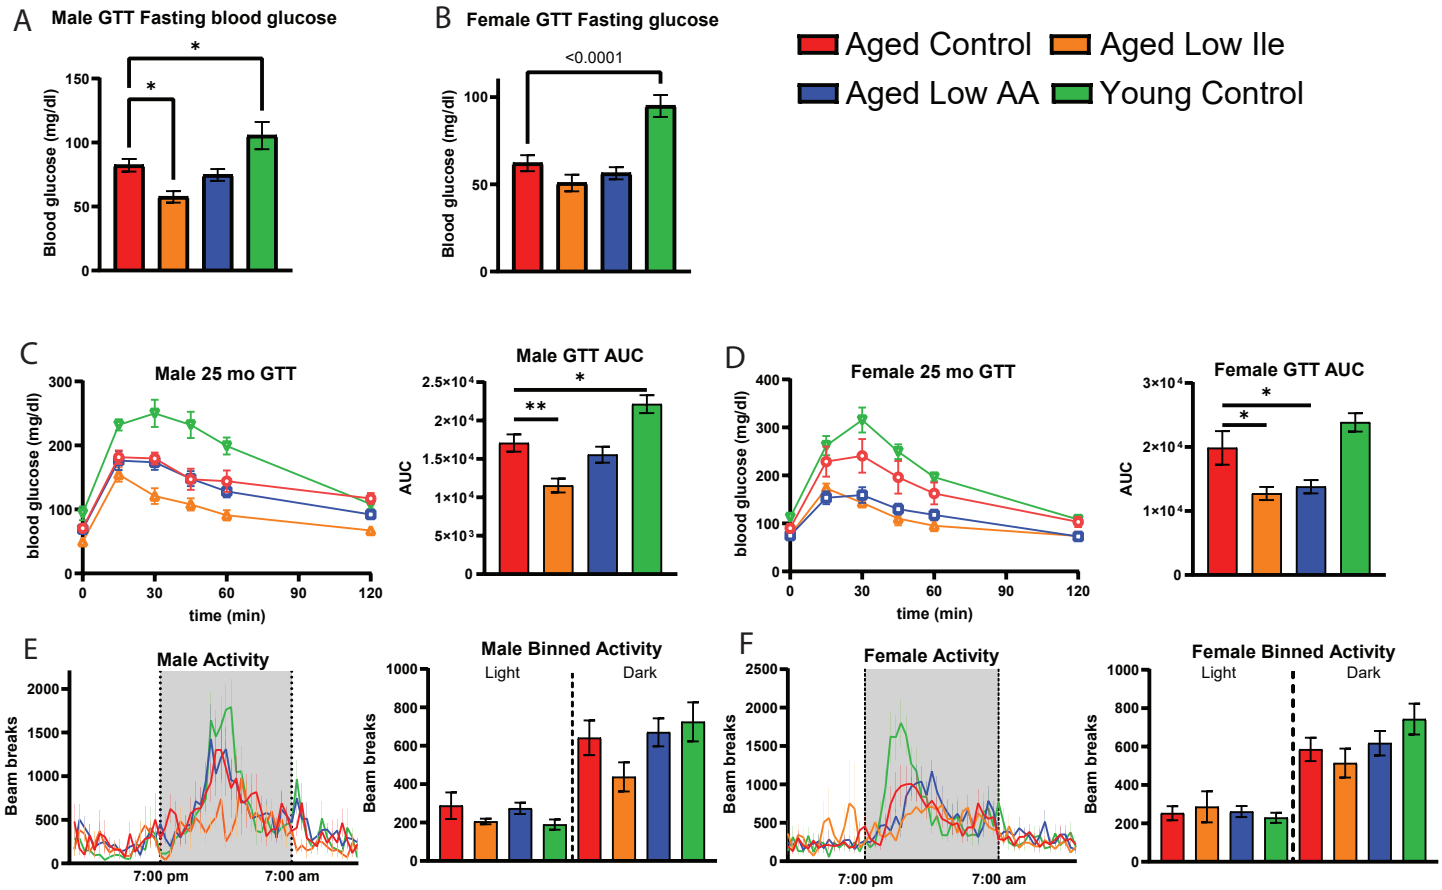 A
Male GTT Fasting blood glucose
*
*
Blood glucose (mg/dl)
150
100
50
0
B
Female GTT Fasting glucose
<0.0001
Blood glucose (mg/dl)
100
50
0
Aged Control
Aged Low Ile
Aged Low AA
Young Control
C
Male 25 mo GTT
blood glucose (mg/dl)
300
200
100
0
0 30 60 90 120
time (min)
Male GTT AUC
*
**
AUC
2.5×10⁴
2×10⁴
1.5×10⁴
1×10⁴
5×10³
0
D
Female 25 mo GTT
blood glucose (mg/dl)
400
300
200
100
0
0 30 60 90 120
time (min)
Female GTT AUC
*
*
AUC
3×10⁴
2×10⁴
1×10⁴
0
E
Male Activity
Beam breaks
2000
1500
1000
500
0
7:00 pm 7:00 am
Male Binned Activity
Light Dark
Beam breaks
1000
800
600
400
200
0
F
Female Activity
Beam breaks
2500
2000
1500
1000
500
0
7:00 pm 7:00 am
Female Binned Activity
Light Dark
Beam breaks
1000
800
600
400
200
0